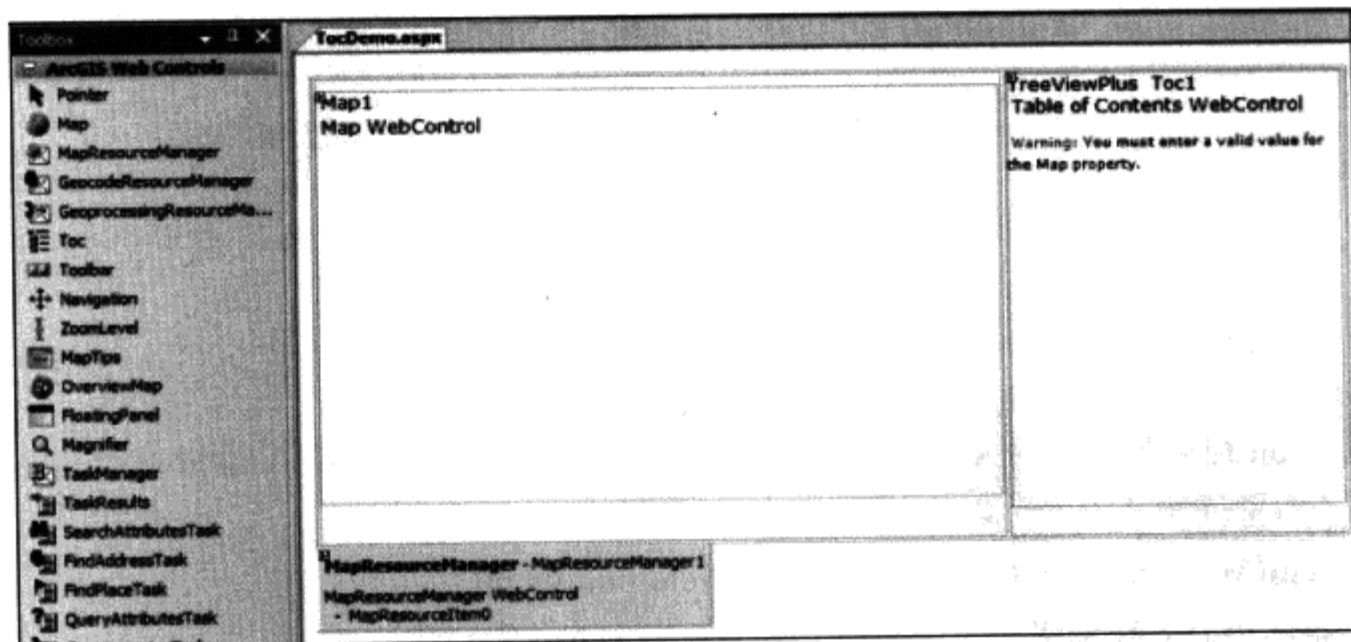 Toolbox
ArcGIS Web Controls
Pointer
Map
MapResourceManager
GeocodeResourceManager
GeoprocessingResourceMa...
Toc
Toolbar
Navigation
ZoomLevel
MapTips
OverviewMap
FloatingPanel
Magnifier
TaskManager
TaskResults
SearchAttributesTask
FindAddressTask
FindPlaceTask
QueryAttributesTask
TocDemo.aspx
Map1
Map WebControl
TreeViewPlus Toc1
Table of Contents WebControl
Warning: You must enter a valid value for
the Map property.
MapResourceManager - MapResourceManager1
MapResourceManager WebControl
- MapResourceItem0